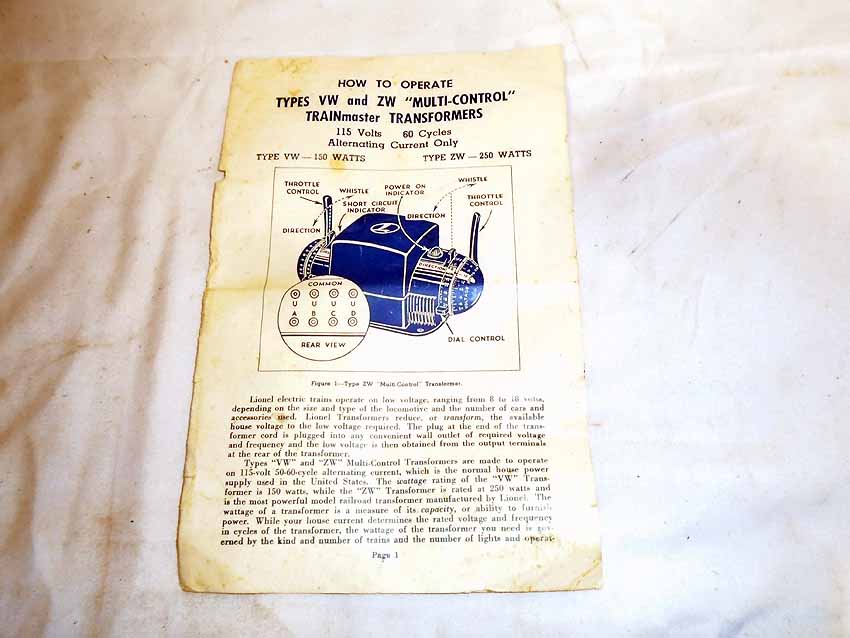 HOW TO OPERATE
TYPES VW and ZW "MULTI-CONTROL"
TRAINmaster TRANSFORMERS
115 Volts 60 Cycles
Alternating Current Only
TYPE VW — 150 WATTS TYPE ZW — 250 WATTS
THROTTLE CONTROL
WHISTLE
SHORT CIRCUIT INDICATOR
DIRECTION
POWER ON INDICATOR
WHISTLE
DIRECTION
THROTTLE CONTROL
L
DIRECTION
COMMON
U U U U
A B C D
REAR VIEW
DIAL CONTROL
Figure 1—Type ZW "Multi-Control" Transformer.
Lionel electric trains operate on low voltage, ranging from 8 to 18 volts,
depending on the size and type of the locomotive and the number of cars and
accessories used. Lionel Transformers reduce, or transform, the available
house voltage to the low voltage required. The plug at the end of the trans-
former cord is plugged into any convenient wall outlet of required voltage
and frequency and the low voltage is then obtained from the output terminals
at the rear of the transformer.
Types "VW" and "ZW" Multi-Control Transformers are made to operate
on 115-volt 50-60-cycle alternating current, which is the normal house power
supply used in the United States. The wattage rating of the "VW" Trans-
former is 150 watts, while the "ZW" Transformer is rated at 250 watts and
is the most powerful model railroad transformer manufactured by Lionel. The
wattage of a transformer is a measure of its capacity, or ability to furnish
power. While your house current determines the rated voltage and frequency
in cycles of the transformer, the wattage of the transformer you need is gov-
erned by the kind and number of trains and the number of lights and operat-
Page 1